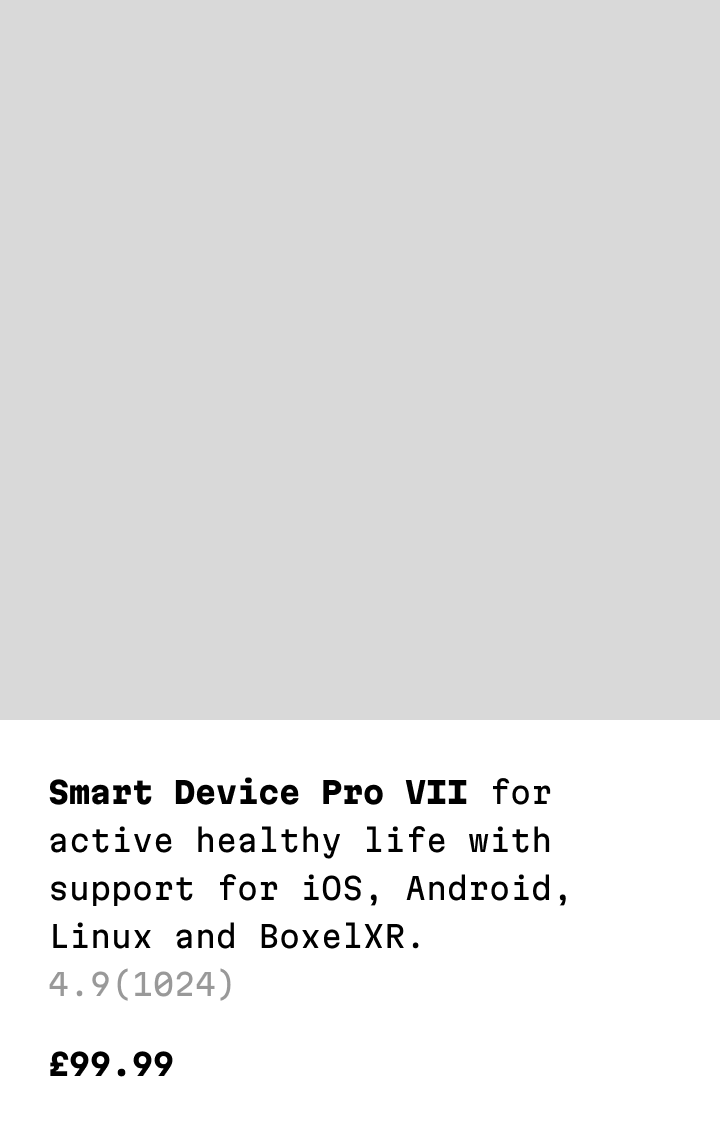 Smart Device Pro VII for
active healthy life with
support for iOS, Android,
Linux and BoxelXR.
4.9(1024)
£99.99